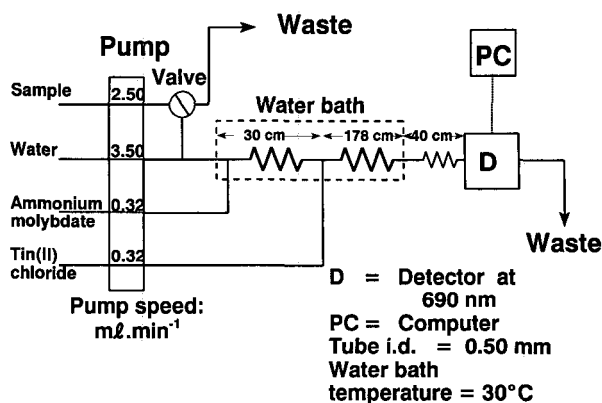 Waste
Pump
PC
Valve
Sample
2.50
Water bath
30 cm
178 cm
40 cm
Water
3.50
D
Ammonium
molybdate
0.32
Waste
Tin(II)
chloride
0.32
Pump speed:
mℓ.min⁻¹
D = Detector at
690 nm
PC = Computer
Tube i.d. = 0.50 mm
Water bath
temperature = 30°C